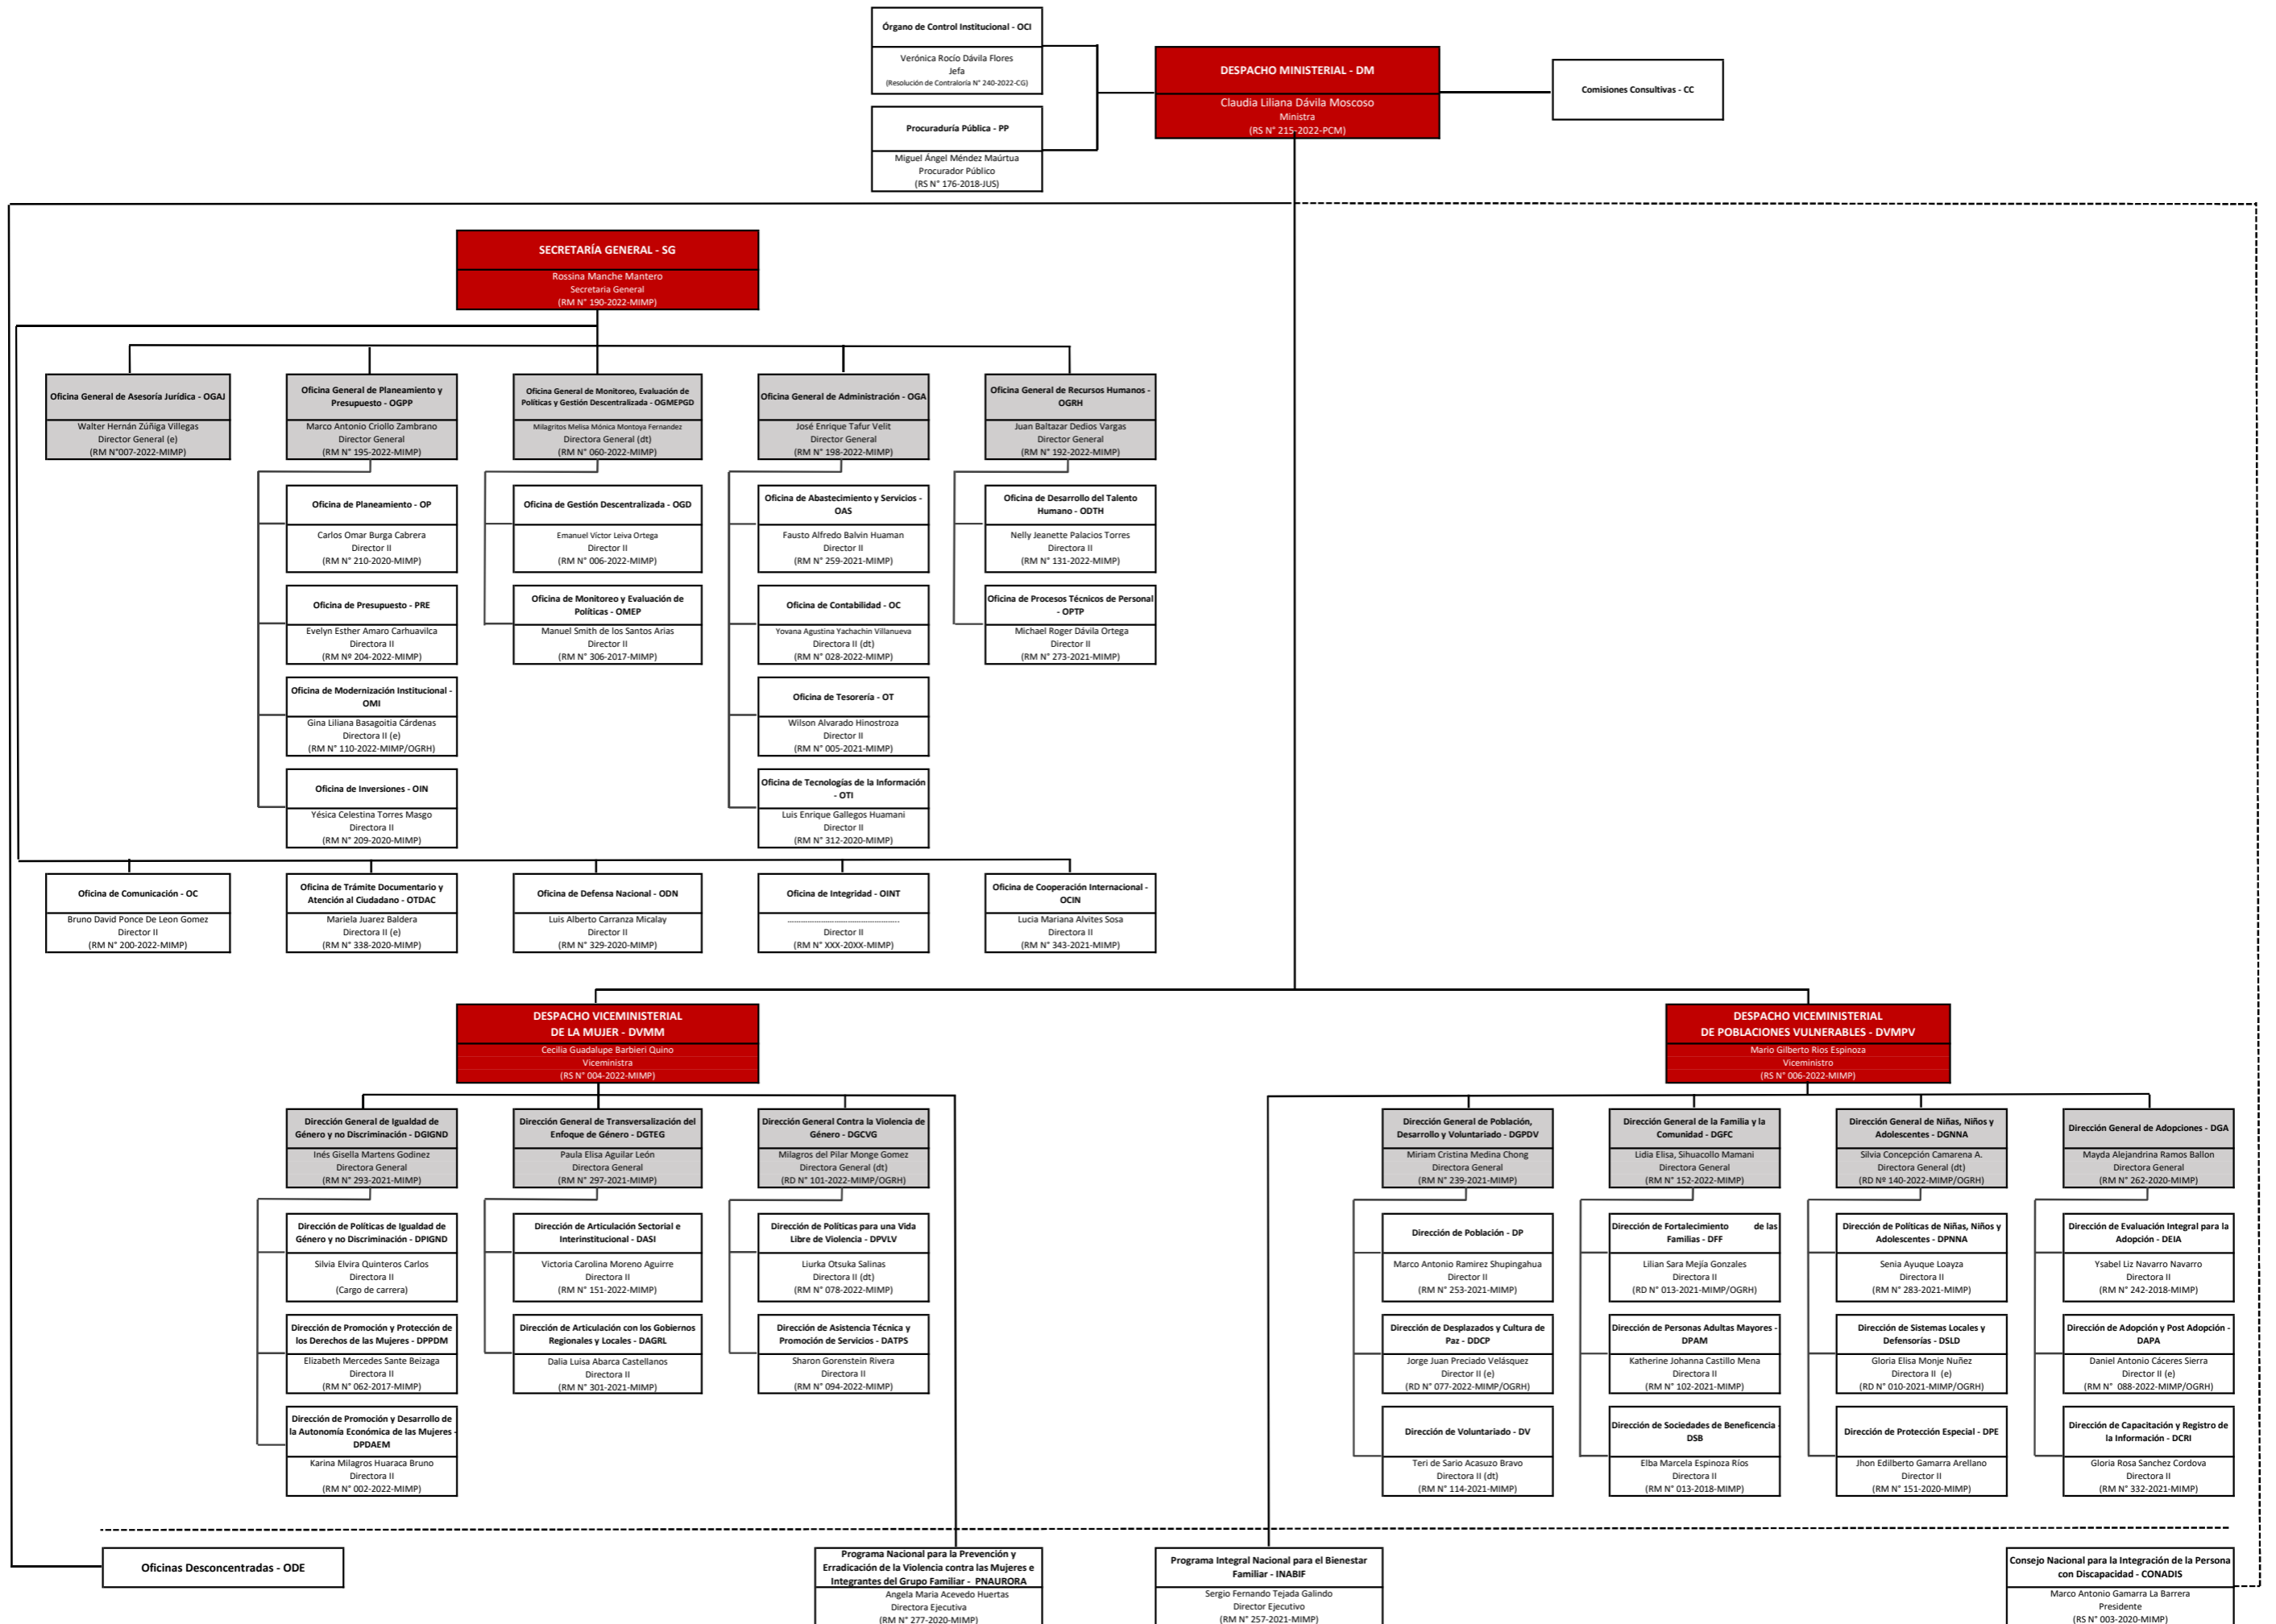 Órgano de Control Institucional - OCI
Verónica Rocío Dávila Flores
Jefa
(Resolución de Contraloría N° 240-2022-CG)
DESPACHO MINISTERIAL - DM
Claudia Liliana Dávila Moscoso
Ministra
(RS N° 215-2022-PCM)
Comisiones Consultivas - CC
Procuraduría Pública - PP
Miguel Ángel Méndez Maúrtua
Procurador Público
(RS N° 176-2018-JUS)
SECRETARÍA GENERAL - SG
Rossina Manche Mantero
Secretaria General
(RM N° 190-2022-MIMP)
Oficina General de Asesoría Jurídica - OGAJ
Walter Hernán Zúñiga Villegas
Director General (e)
(RM N°007-2022-MIMP)
Oficina General de Planeamiento y
Presupuesto - OGPP
Marco Antonio Criollo Zambrano
Director General
(RM N° 195-2022-MIMP)
Oficina General de Monitoreo, Evaluación de
Políticas y Gestión Descentralizada - OGMEPGD
Milagritos Melisa Mónica Montoya Fernandez
Directora General (dt)
(RM N° 060-2022-MIMP)
Oficina General de Administración - OGA
José Enrique Tafur Velit
Director General
(RM N° 198-2022-MIMP)
Oficina General de Recursos Humanos -
OGRH
Juan Baltazar Dedios Vargas
Director General
(RM N° 192-2022-MIMP)
Oficina de Planeamiento - OP
Carlos Omar Burga Cabrera
Director II
(RM N° 210-2020-MIMP)
Oficina de Gestión Descentralizada - OGD
Emanuel Víctor Leiva Ortega
Director II
(RM N° 006-2022-MIMP)
Oficina de Abastecimiento y Servicios -
OAS
Fausto Alfredo Balvin Huaman
Director II
(RM N° 259-2021-MIMP)
Oficina de Desarrollo del Talento
Humano - ODTH
Nelly Jeanette Palacios Torres
Directora II
(RM N° 131-2022-MIMP)
Oficina de Presupuesto - PRE
Evelyn Esther Amaro Carhuavilca
Directora II
(RM Nº 204-2022-MIMP)
Oficina de Monitoreo y Evaluación de
Políticas - OMEP
Manuel Smith de los Santos Arias
Director II
(RM N° 306-2017-MIMP)
Oficina de Contabilidad - OC
Yovana Agustina Yachachin Villanueva
Directora II (dt)
(RM N° 028-2022-MIMP)
Oficina de Procesos Técnicos de Personal
- OPTP
Michael Roger Dávila Ortega
Director II
(RM N° 273-2021-MIMP)
Oficina de Modernización Institucional -
OMI
Gina Liliana Basagoitia Cárdenas
Directora II (e)
(RM N° 110-2022-MIMP/OGRH)
Oficina de Tesorería - OT
Wilson Alvarado Hinostroza
Director II
(RM N° 005-2021-MIMP)
Oficina de Inversiones - OIN
Yésica Celestina Torres Masgo
Directora II
(RM N° 209-2020-MIMP)
Oficina de Tecnologías de la Información
- OTI
Luis Enrique Gallegos Huamani
Director II
(RM N° 312-2020-MIMP)
Oficina de Comunicación - OC
Bruno David Ponce De Leon Gomez
Director II
(RM N° 200-2022-MIMP)
Oficina de Trámite Documentario y
Atención al Ciudadano - OTDAC
Mariela Juarez Baldera
Directora II (e)
(RM N° 338-2020-MIMP)
Oficina de Defensa Nacional - ODN
Luis Alberto Carranza Micalay
Director II
(RM N° 329-2020-MIMP)
Oficina de Integridad - OINT
................................................
Director II
(RM N° XXX-20XX-MIMP)
Oficina de Cooperación Internacional -
OCIN
Lucia Mariana Alvites Sosa
Directora II
(RM N° 343-2021-MIMP)
DESPACHO VICEMINISTERIAL
DE LA MUJER - DVMM
Cecilia Guadalupe Barbieri Quino
Viceministra
(RS N° 004-2022-MIMP)
DESPACHO VICEMINISTERIAL
DE POBLACIONES VULNERABLES - DVMPV
Mario Gilberto Rios Espinoza
Viceministro
(RS N° 006-2022-MIMP)
Dirección General de Igualdad de
Género y no Discriminación - DGIGND
Inés Gisella Martens Godinez
Directora General
(RM N° 293-2021-MIMP)
Dirección General de Transversalización del
Enfoque de Género - DGTEG
Paula Elisa Aguilar León
Directora General
(RM N° 297-2021-MIMP)
Dirección General Contra la Violencia de
Género - DGCVG
Milagros del Pilar Monge Gomez
Directora General (dt)
(RD N° 101-2022-MIMP/OGRH)
Dirección General de Población,
Desarrollo y Voluntariado - DGPDV
Miriam Cristina Medina Chong
Directora General
(RM N° 239-2021-MIMP)
Dirección General de la Familia y la
Comunidad - DGFC
Lidia Elisa, Sihuacollo Mamani
Directora General
(RM N° 152-2022-MIMP)
Dirección General de Niñas, Niños y
Adolescentes - DGNNA
Silvia Concepción Camarena A.
Directora General (dt)
(RD Nº 140-2022-MIMP/OGRH)
Dirección General de Adopciones - DGA
Mayda Alejandrina Ramos Ballon
Directora General
(RM N° 262-2020-MIMP)
Dirección de Políticas de Igualdad de
Género y no Discriminación - DPIGND
Silvia Elvira Quinteros Carlos
Directora II
(Cargo de carrera)
Dirección de Articulación Sectorial e
Interinstitucional - DASI
Victoria Carolina Moreno Aguirre
Directora II
(RM N° 151-2022-MIMP)
Dirección de Políticas para una Vida
Libre de Violencia - DPVLV
Liurka Otsuka Salinas
Directora II (dt)
(RM N° 078-2022-MIMP)
Dirección de Población - DP
Marco Antonio Ramirez Shupingahua
Director II
(RM N° 253-2021-MIMP)
Dirección de Fortalecimiento de las
Familias - DFF
Lilian Sara Mejía Gonzales
Directora II
(RD N° 013-2021-MIMP/OGRH)
Dirección de Políticas de Niñas, Niños y
Adolescentes - DPNNA
Senia Ayuque Loayza
Directora II
(RM N° 283-2021-MIMP)
Dirección de Evaluación Integral para la
Adopción - DEIA
Ysabel Liz Navarro Navarro
Directora II
(RM N° 242-2018-MIMP)
Dirección de Promoción y Protección de
los Derechos de las Mujeres - DPPDM
Elizabeth Mercedes Sante Beizaga
Directora II
(RM N° 062-2017-MIMP)
Dirección de Articulación con los Gobiernos
Regionales y Locales - DAGRL
Dalia Luisa Abarca Castellanos
Directora II
(RM N° 301-2021-MIMP)
Dirección de Asistencia Técnica y
Promoción de Servicios - DATPS
Sharon Gorenstein Rivera
Directora II
(RM N° 094-2022-MIMP)
Dirección de Desplazados y Cultura de
Paz - DDCP
Jorge Juan Preciado Velásquez
Director II (e)
(RD N° 077-2022-MIMP/OGRH)
Dirección de Personas Adultas Mayores -
DPAM
Katherine Johanna Castillo Mena
Directora II
(RM N° 102-2021-MIMP)
Dirección de Sistemas Locales y
Defensorías - DSLD
Gloria Elisa Monje Nuñez
Directora II (e)
(RD N° 010-2021-MIMP/OGRH)
Dirección de Adopción y Post Adopción -
DAPA
Daniel Antonio Cáceres Sierra
Director II (e)
(RM N° 088-2022-MIMP/OGRH)
Dirección de Promoción y Desarrollo de
la Autonomía Económica de las Mujeres -
DPDAEM
Karina Milagros Huaraca Bruno
Directora II
(RM N° 002-2022-MIMP)
Dirección de Voluntariado - DV
Teri de Sario Acasuzo Bravo
Directora II (dt)
(RM N° 114-2021-MIMP)
Dirección de Sociedades de Beneficencia -
DSB
Elba Marcela Espinoza Ríos
Directora II
(RM N° 013-2018-MIMP)
Dirección de Protección Especial - DPE
Jhon Edilberto Gamarra Arellano
Director II
(RM N° 151-2020-MIMP)
Dirección de Capacitación y Registro de
la Información - DCRI
Gloria Rosa Sanchez Cordova
Directora II
(RM N° 332-2021-MIMP)
Oficinas Desconcentradas - ODE
Programa Nacional para la Prevención y
Erradicación de la Violencia contra las Mujeres e
Integrantes del Grupo Familiar - PNAURORA
Angela Maria Acevedo Huertas
Directora Ejecutiva
(RM N° 277-2020-MIMP)
Programa Integral Nacional para el Bienestar
Familiar - INABIF
Sergio Fernando Tejada Galindo
Director Ejecutivo
(RM N° 257-2021-MIMP)
Consejo Nacional para la Integración de la Persona
con Discapacidad - CONADIS
Marco Antonio Gamarra La Barrera
Presidente
(RS N° 003-2020-MIMP)